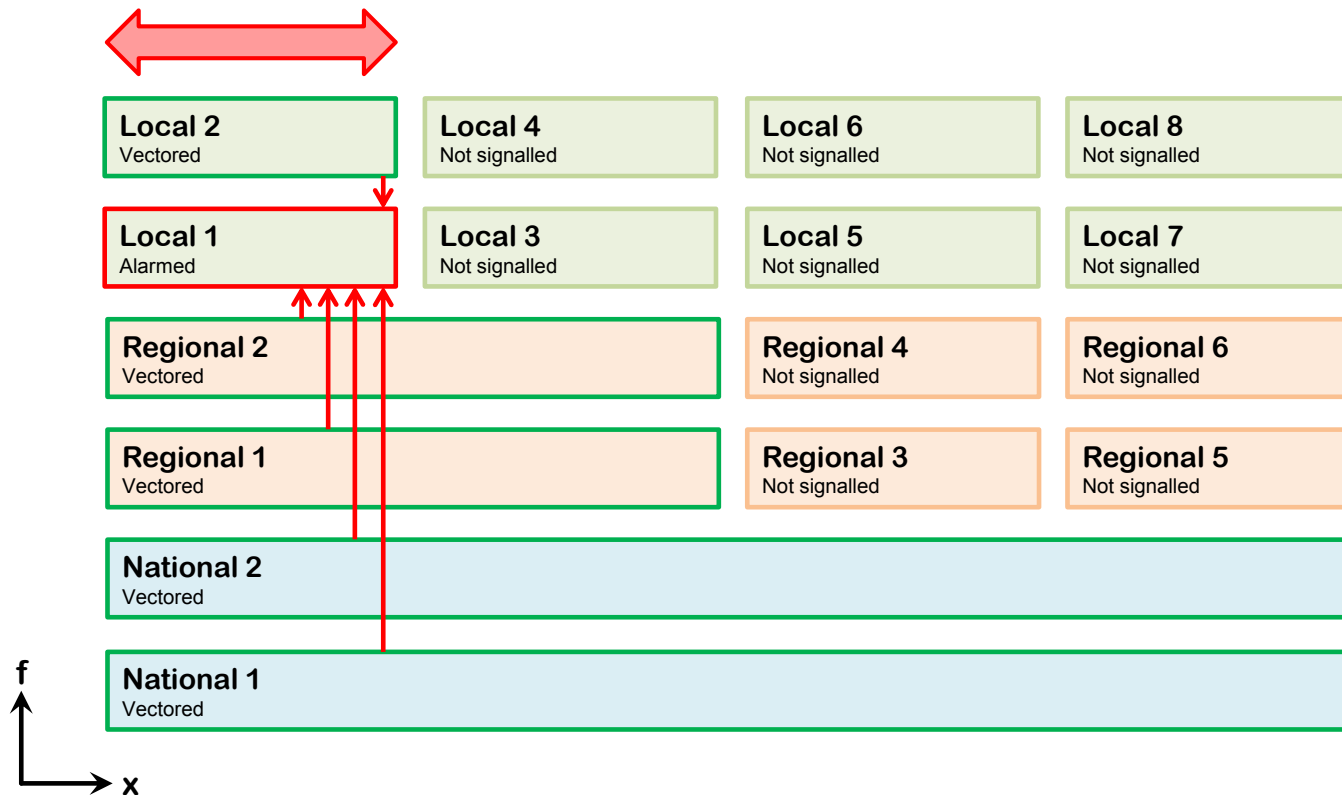 Local 2
Vectored
Local 4
Not signalled
Local 6
Not signalled
Local 8
Not signalled
Local 1
Alarmed
Local 3
Not signalled
Local 5
Not signalled
Local 7
Not signalled
Regional 2
Vectored
Regional 4
Not signalled
Regional 6
Not signalled
Regional 1
Vectored
Regional 3
Not signalled
Regional 5
Not signalled
National 2
Vectored
National 1
Vectored
f
x